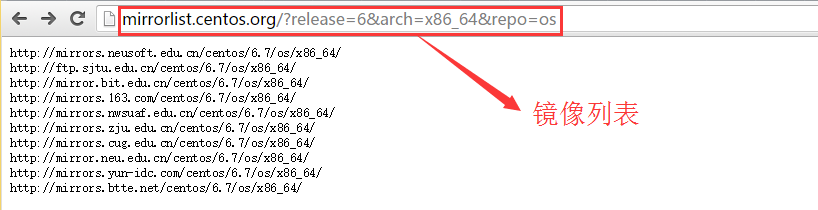 mirrorlist.centos.org/?release=6&arch=x86_64&repo=os
http://mirrors.neusoft.edu.cn/centos/6.7/os/x86_64/
http://ftp.sjtu.edu.cn/centos/6.7/os/x86_64/
http://mirror.bit.edu.cn/centos/6.7/os/x86_64/
http://mirrors.163.com/centos/6.7/os/x86_64/
http://mirrors.nwsuaf.edu.cn/centos/6.7/os/x86_64/
http://mirrors.zju.edu.cn/centos/6.7/os/x86_64/
http://mirrors.cug.edu.cn/centos/6.7/os/x86_64/
http://mirror.neu.edu.cn/centos/6.7/os/x86_64/
http://mirrors.yun-idc.com/centos/6.7/os/x86_64/
http://mirrors.btte.net/centos/6.7/os/x86_64/
镜像列表